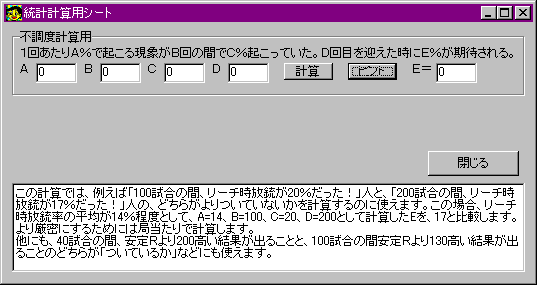 統計計算用シート
不調度計算用
1回あたりA%で起こる現象がB回の間でC%起こっていた。D回目を迎えた時にE%が期待される。
A 0 B 0 C 0 D 0 計算 ヒント E= 0
閉じる
この計算では、例えば「100試合の間、リーチ時放銃が20%だった！」人と、「200試合の間、リーチ時
放銃が17%だった！」人の、どちらがよりついていないかを計算するのに使えます。この場合、リーチ
時放銃率の平均が14%程度として、A=14、B=100、C=20、D=200として計算したEを、17と比較します。
より厳密にするためには局当たりで計算します。
他にも、40試合の間、安定Rより200高い結果が出ることと、100試合の間安定Rより130高い結果が出
ることのどちらが「ついているか」などにも使えます。